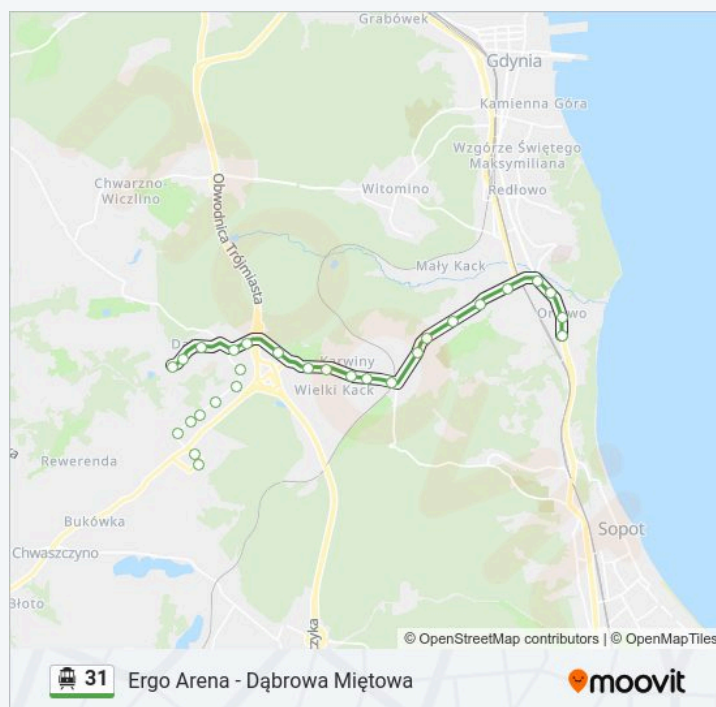 Grabówek
Gdynia
Kamienna Góra
Wzgórze Świętego
Maksymiliana
Chwarzno-
Wiczlino
Witomino
Redłowo
Obwodnica Trójmiasta
Mały Kack
Karwiny
Wielki Kack
Rewerenda
Bukówka
Sopot
Chwaszczyno
Błoto
© OpenStreetMap contributors | © OpenMapTiles
31 Ergo Arena - Dąbrowa Miętowa
moovit